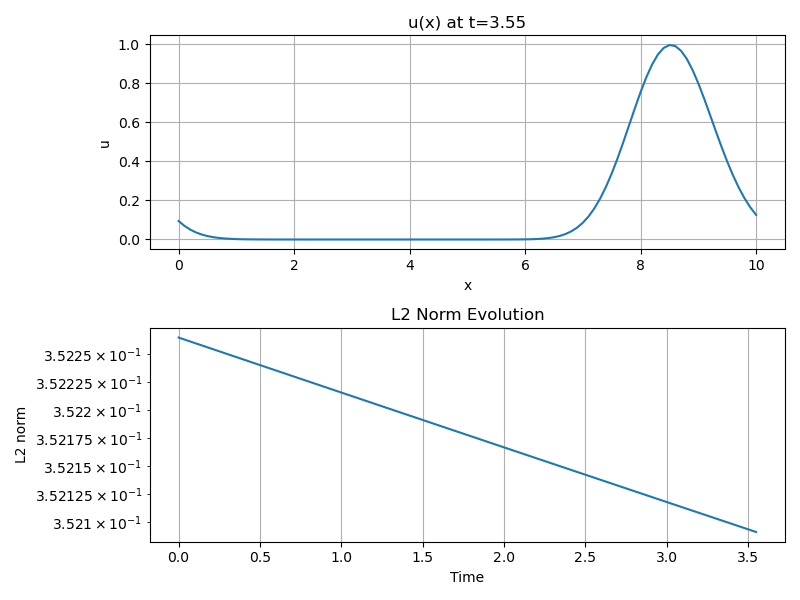 u(x) at t=3.55
1.0
0.8
0.6
0.4
0.2
0.0
u
0 2 4 6 8 10
x
L2 Norm Evolution
3.5225 × 10⁻¹
3.52225 × 10⁻¹
3.522 × 10⁻¹
3.52175 × 10⁻¹
3.5215 × 10⁻¹
3.52125 × 10⁻¹
3.521 × 10⁻¹
L2 norm
0.0 0.5 1.0 1.5 2.0 2.5 3.0 3.5
Time